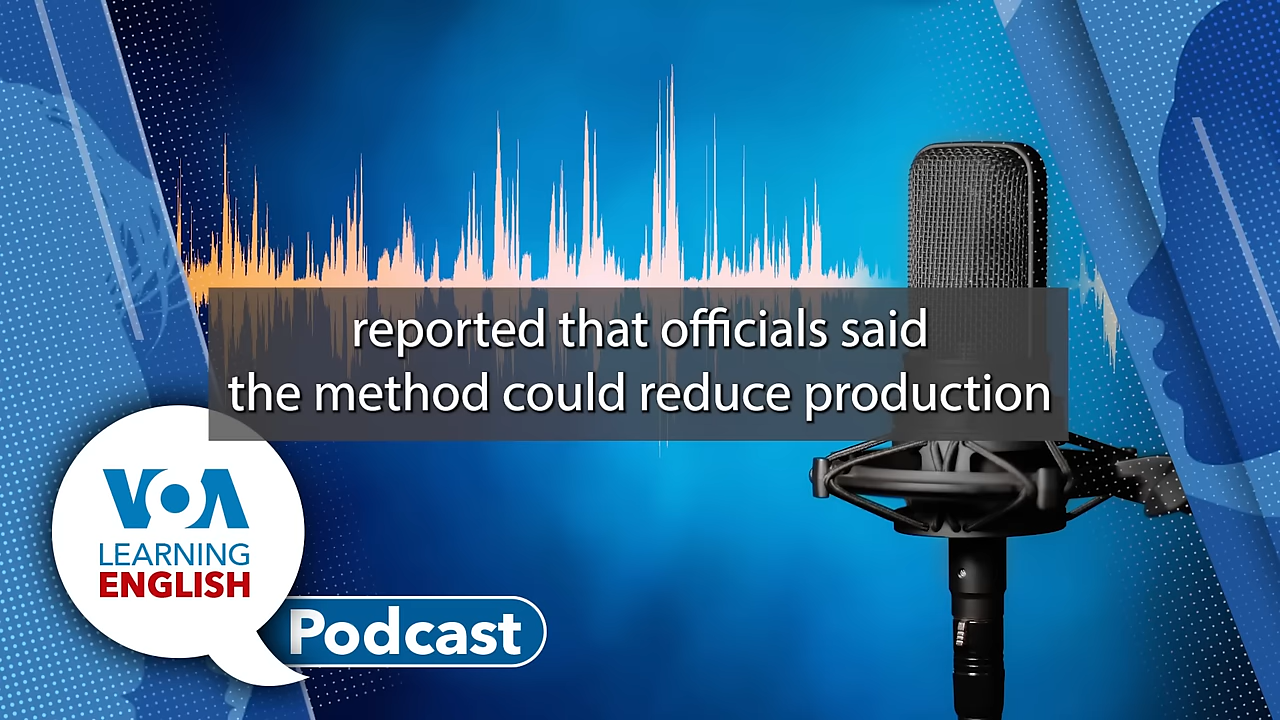 reported that officials said
the method could reduce production
VOA
LEARNING
ENGLISH
Podcast